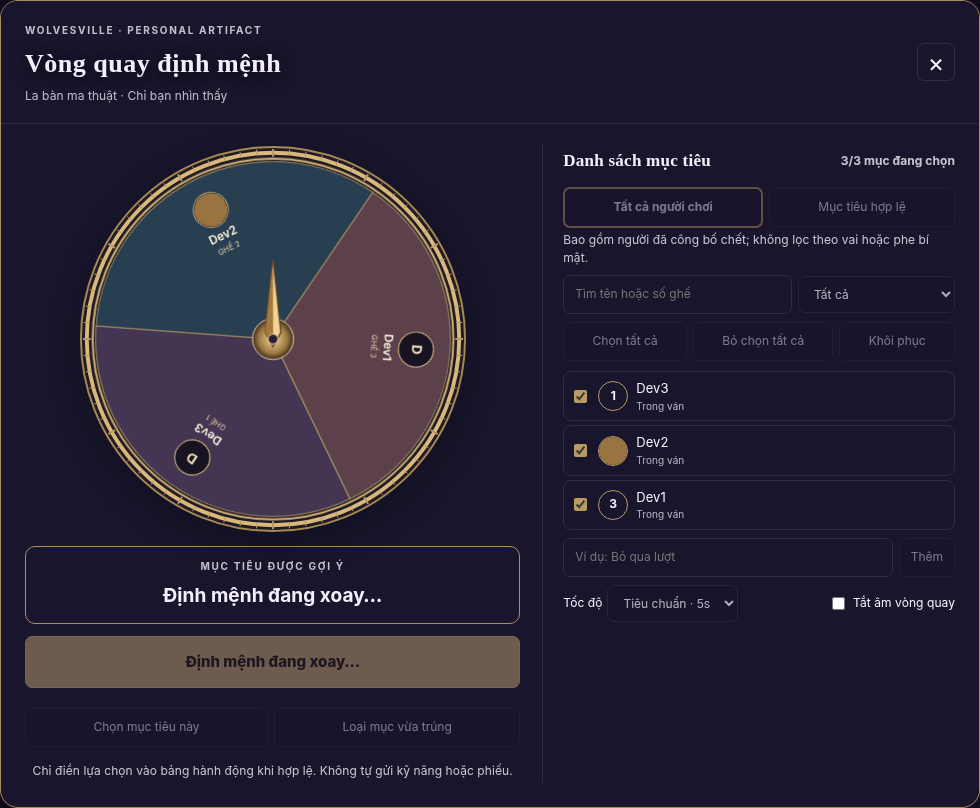 WOLVESVILLE · PERSONAL ARTIFACT
Vòng quay định mệnh
La bàn ma thuật · Chỉ bạn nhìn thấy
×
Dev2
GHẾ 2
Dev1
GHẾ 3
D
Dev3
GHẾ 1
D
MỤC TIÊU ĐƯỢC GỢI Ý
Định mệnh đang xoay...
Định mệnh đang xoay...
Chọn mục tiêu này
Loại mục vừa trúng
Chỉ điền lựa chọn vào bảng hành động khi hợp lệ. Không tự gửi kỹ năng hoặc phiếu.
Danh sách mục tiêu
3/3 mục đang chọn
Tất cả người chơi
Mục tiêu hợp lệ
Bao gồm người đã công bố chết; không lọc theo vai hoặc phe bí
mật.
Tìm tên hoặc số ghế
Tất cả
Chọn tất cả
Bỏ chọn tất cả
Khôi phục
1
Dev3
Trong ván
Dev2
Trong ván
3
Dev1
Trong ván
Ví dụ: Bỏ qua lượt
Thêm
Tốc độ
Tiêu chuẩn · 5s
Tắt âm vòng quay